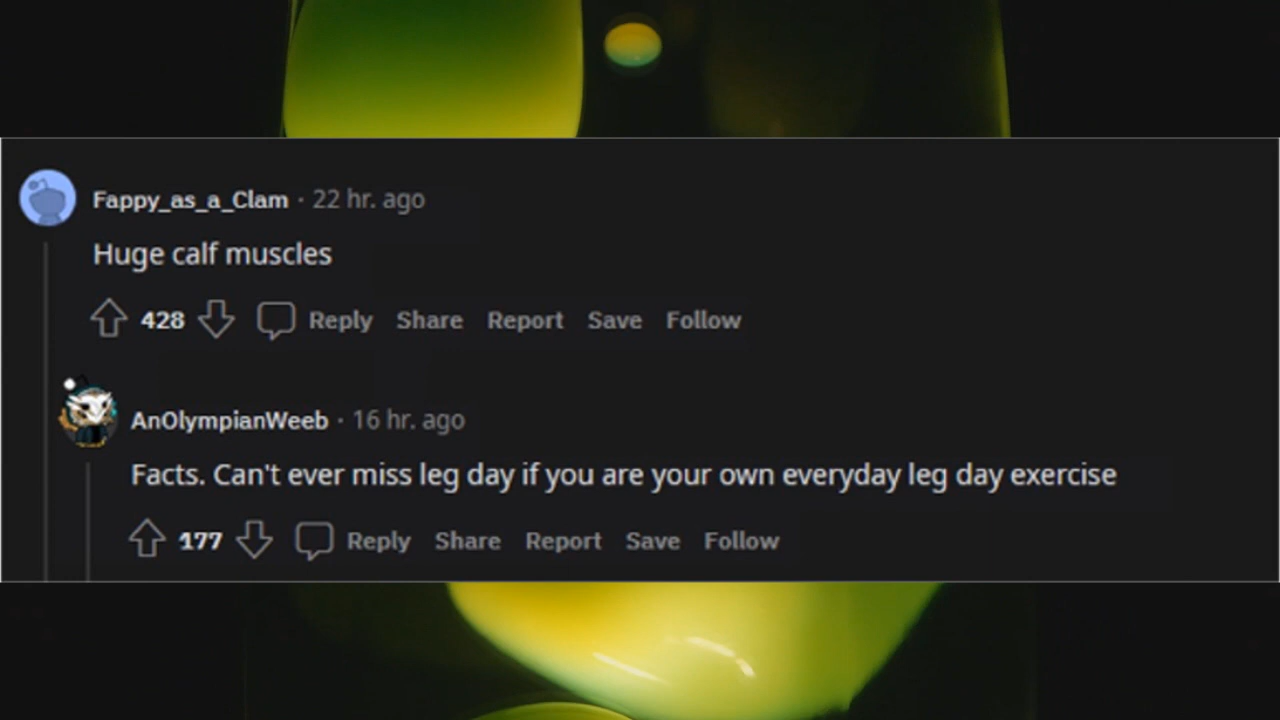 Fappy_as_a_Clam · 22 hr. ago
Huge calf muscles
428 Reply Share Report Save Follow
AnOlympianWeeb · 16 hr. ago
Facts. Can't ever miss leg day if you are your own everyday leg day exercise
177 Reply Share Report Save Follow